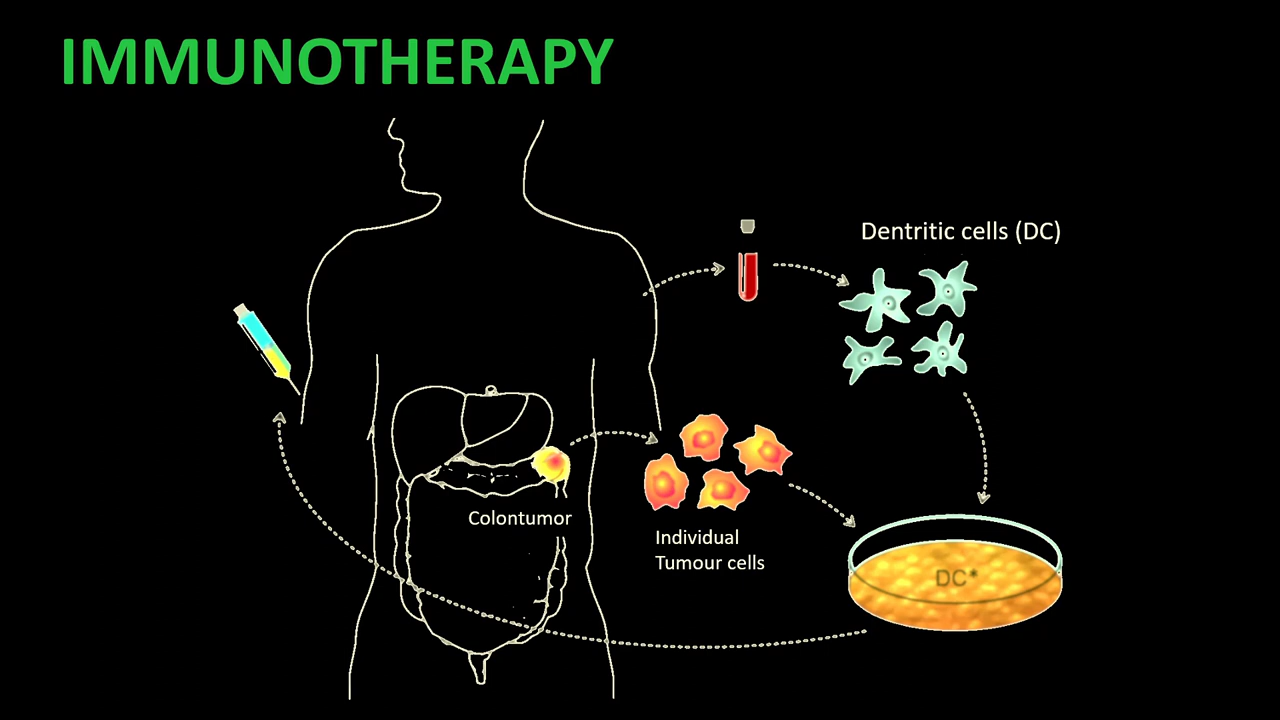 IMMUNOTHERAPY
Dentritic cells (DC)
Colontumor
Individual
Tumour cells
DC*